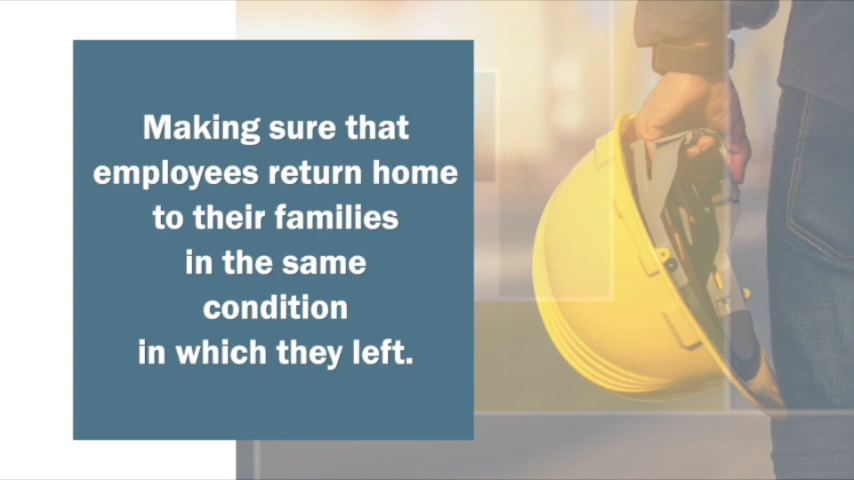 Making sure that
employees return home
to their families
in the same
condition
in which they left.